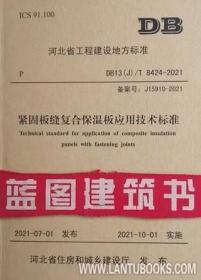 ICS 91.100
DB
河北省工程建设地方标准
P
DB13(J)/T 8424-2021
备案号：J15910-2021
紧固板缝复合保温板应用技术标准
Technical standard for application of composite insulation
panels with fastening joints
蓝图建筑书
2021-07-01 发布
2021-10-01 实施
河北省住房和城乡建设厅 发布
WWW.LANTUBOOK.COM